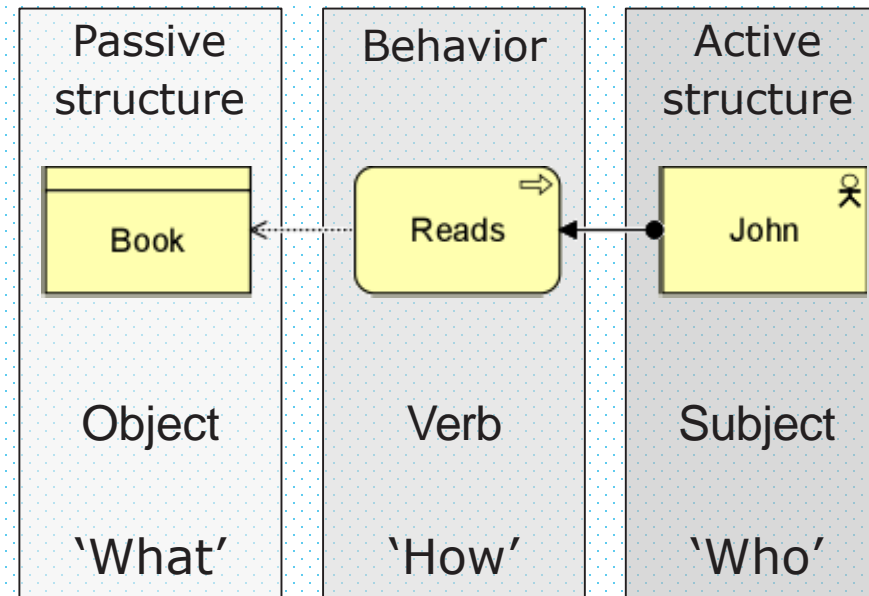 Passive
structure
Book
Object
‘What’
Behavior
Reads
Verb
‘How’
Active
structure
John
Subject
‘Who’